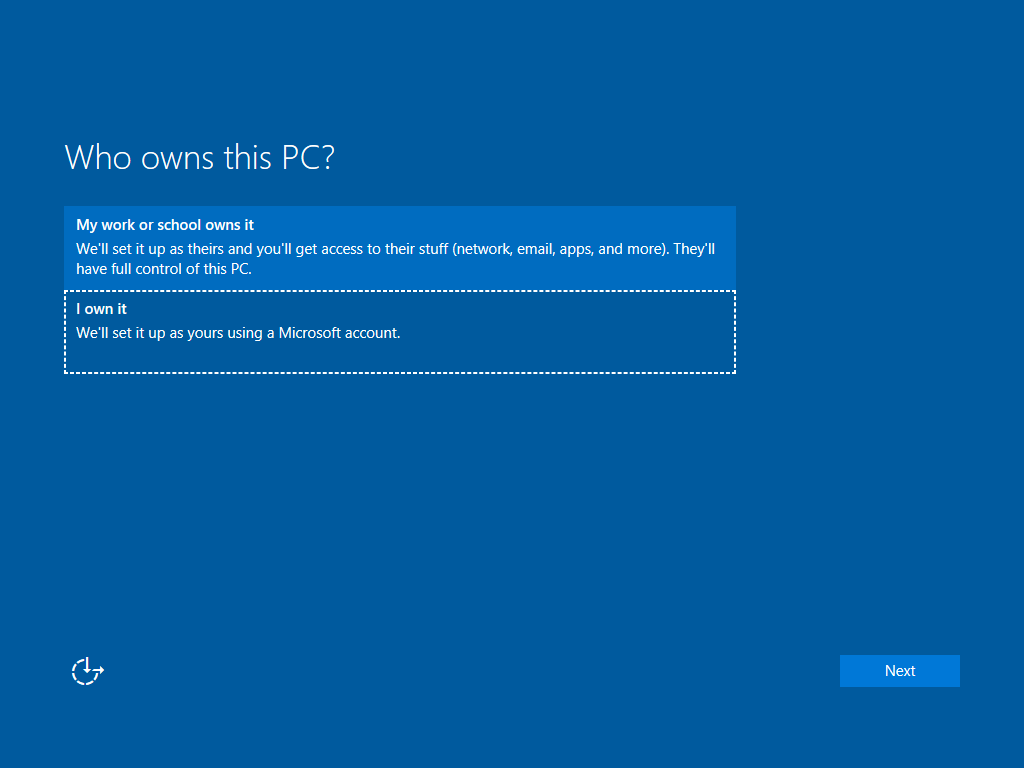 Who owns this PC?
My work or school owns it
We'll set it up as theirs and you'll get access to their stuff (network, email, apps, and more). They'll
have full control of this PC.
I own it
We'll set it up as yours using a Microsoft account.
Next